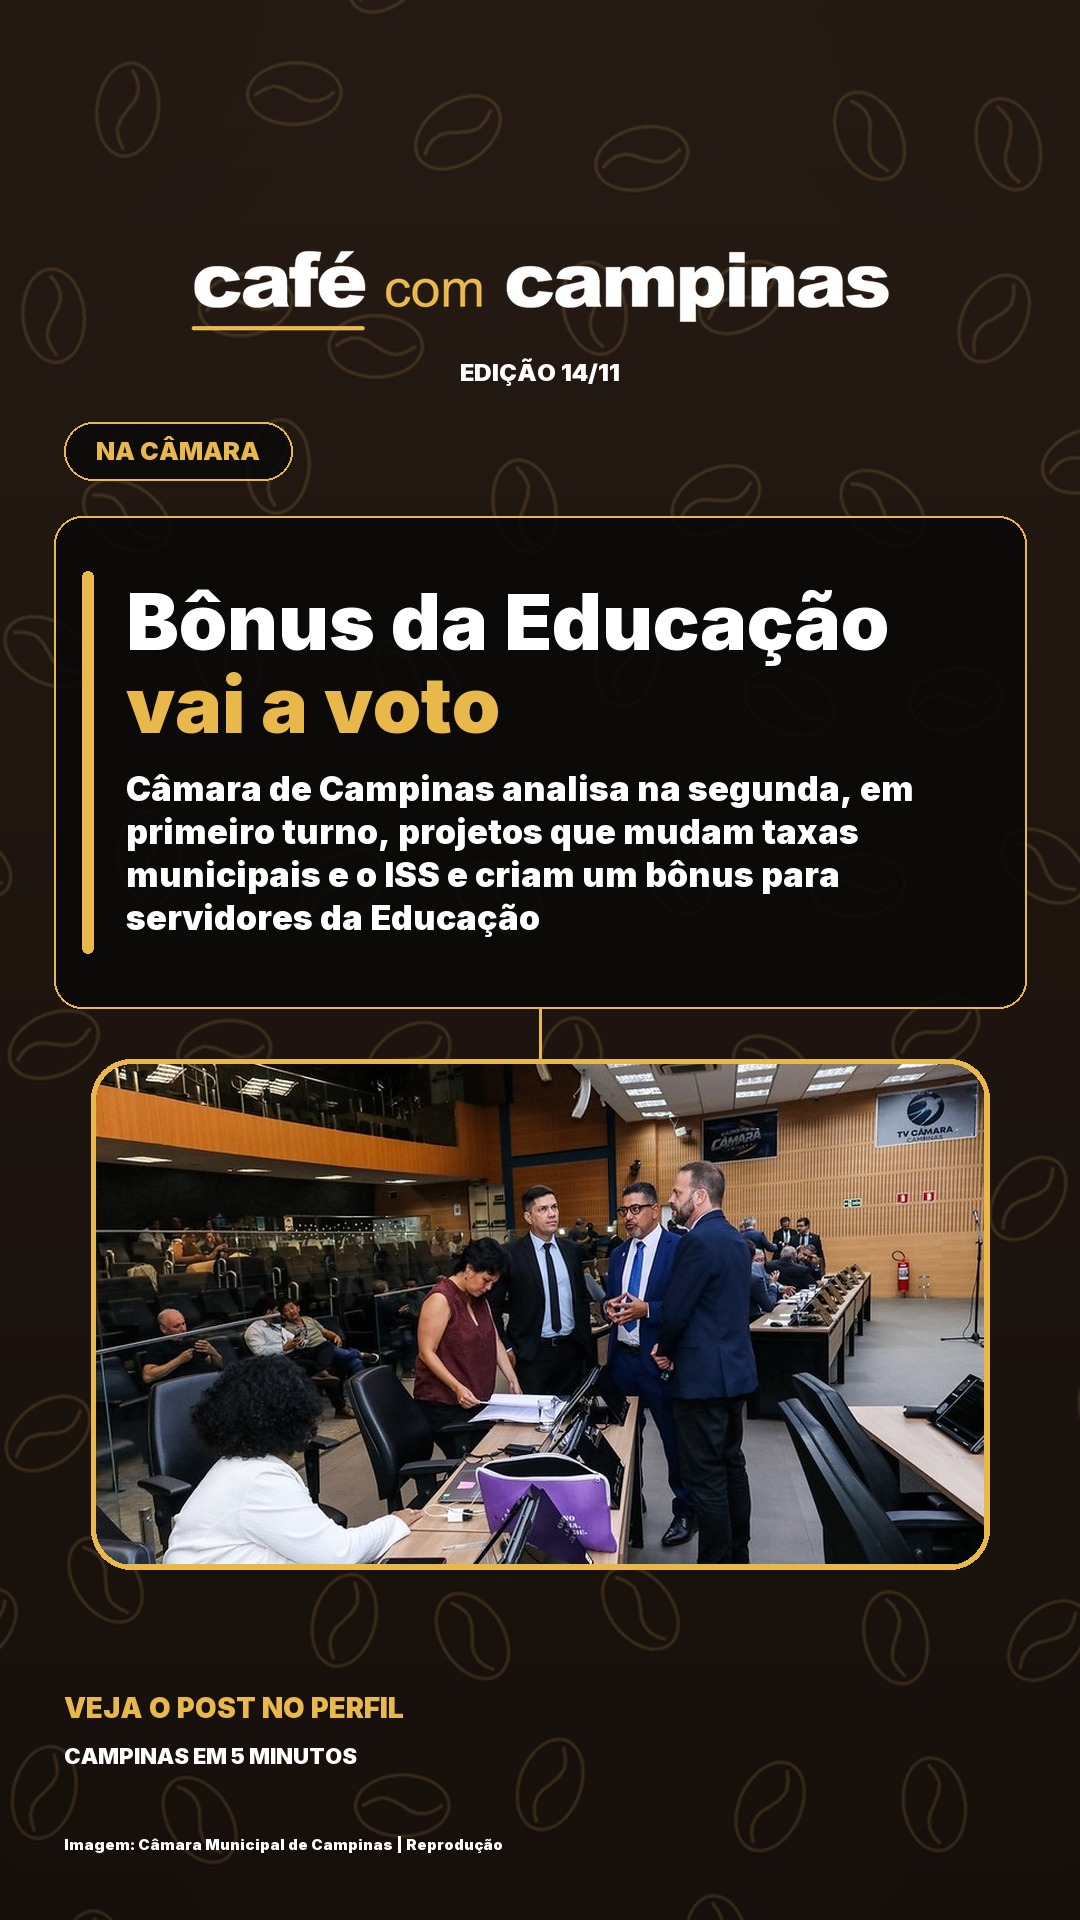 café com campinas
EDIÇÃO 14/11
NA CÂMARA
Bônus da Educação
vai a voto
Câmara de Campinas analisa na segunda, em
primeiro turno, projetos que mudam taxas
municipais e o ISS e criam um bônus para
servidores da Educação
CÂMARA
TV CÂMARA
CAMPINAS
VEJA O POST NO PERFIL
CAMPINAS EM 5 MINUTOS
Imagem: Câmara Municipal de Campinas | Reprodução